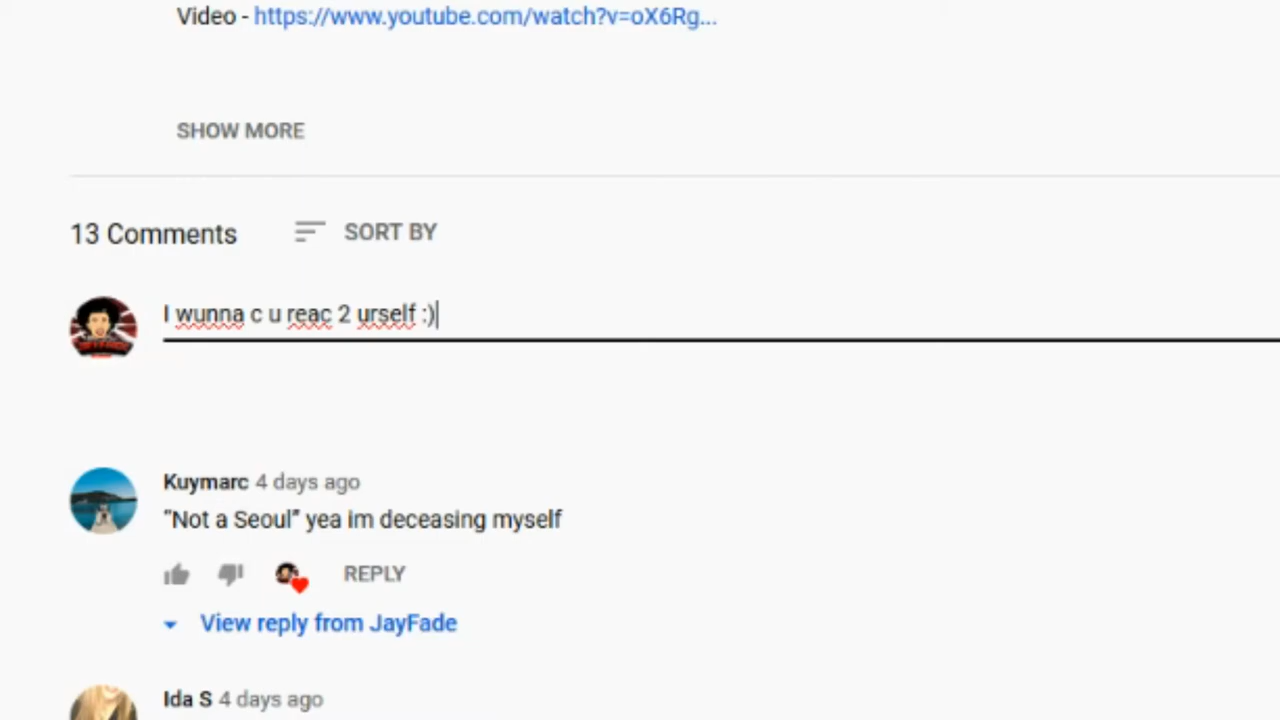 Video - https://www.youtube.com/watch?v=oX6Rg...
SHOW MORE
13 Comments
SORT BY
I wunna c u reac 2 urself :)
Kuymarc 4 days ago
“Not a Seoul” yea im deceasing myself
REPLY
View reply from JayFade
Ida S 4 days ago